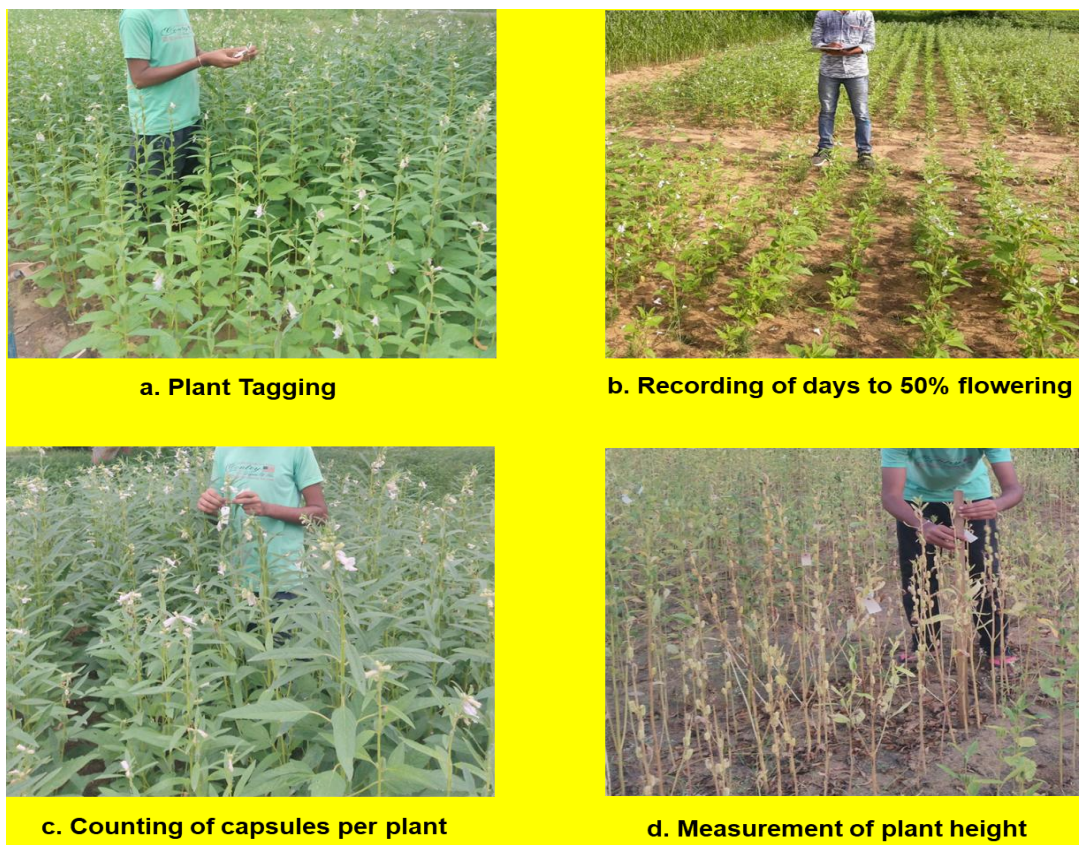 a. Plant Tagging
b. Recording of days to 50% flowering
c. Counting of capsules per plant
d. Measurement of plant height